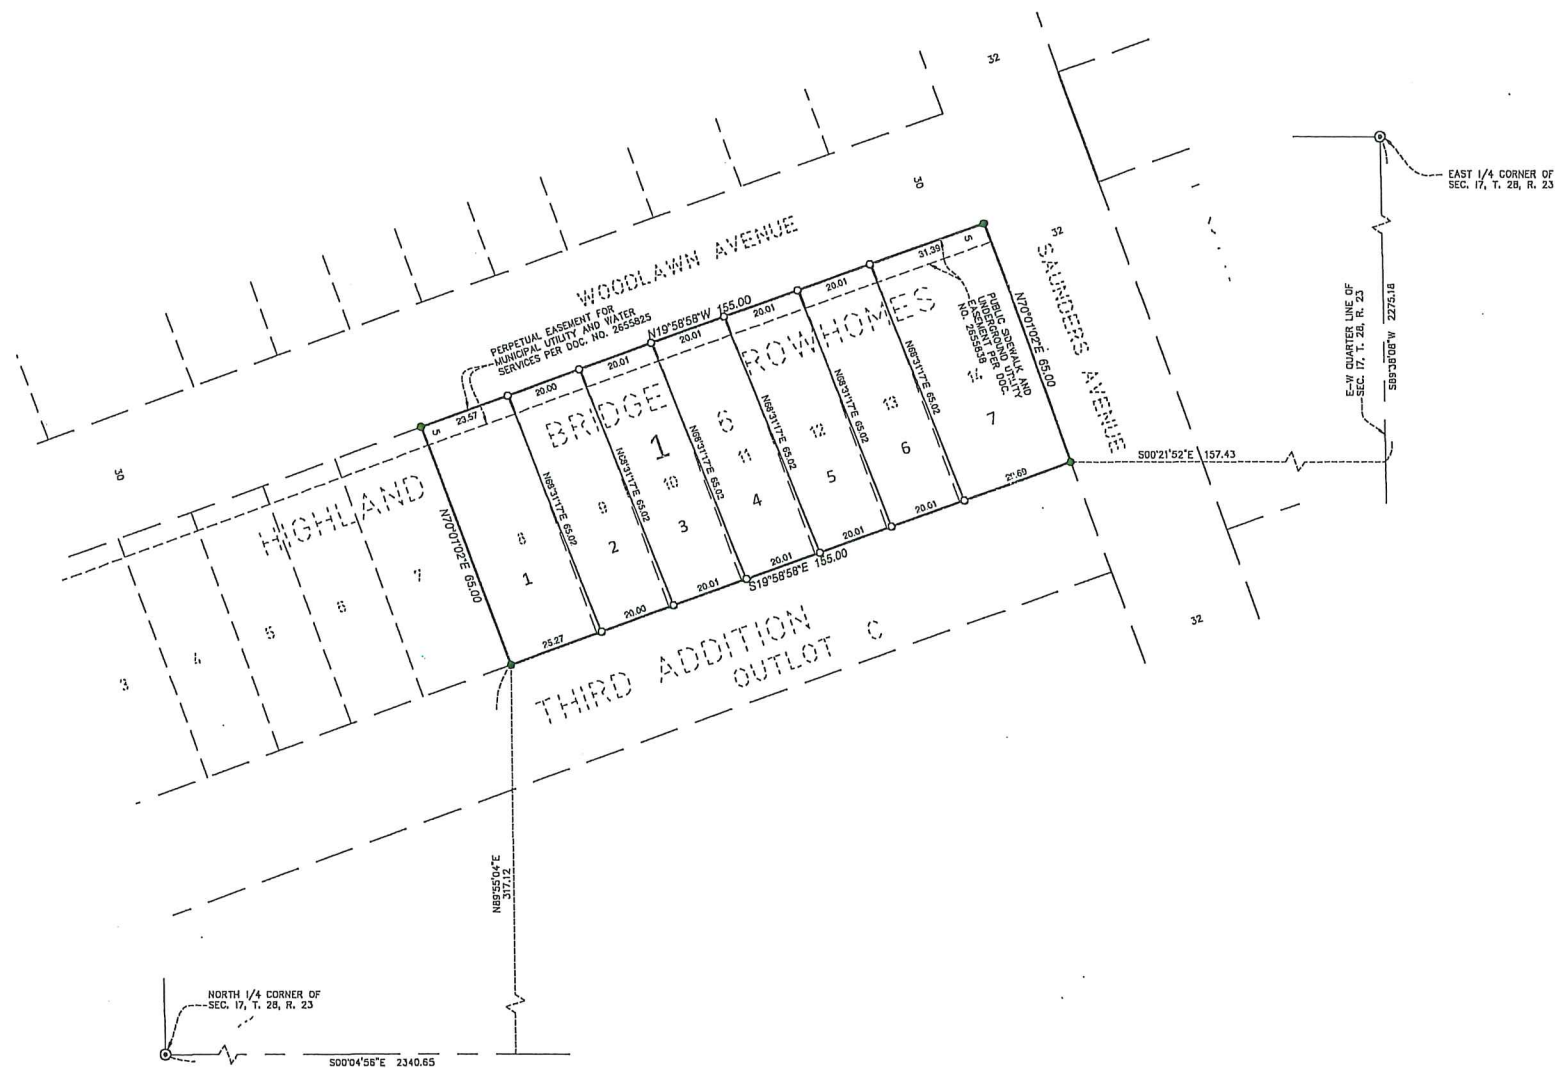 32
30
WOODLAWN AVENUE
32
SAUNDERS AVENUE
EAST 1/4 CORNER OF
SEC. 17, T. 28, R. 23
E-W QUARTER LINE OF
SEC. 17, T. 28, R. 23
S89°38'08"W 2275.18
S00°21'52"E 157.43
PERPETUAL EASEMENT FOR
MUNICIPAL UTILITY AND WATER
SERVICES PER DOC. NO. 2655825
N19°58'58"W 155.00
23.57
20.00
20.01
20.01
20.01
20.01
31.39
5
5
PUBLIC SIDEWALK AND
UNDERGROUND UTILITY
EASEMENT PER DOC.
NO. 2655838
N70°01'02"E 65.00
HIGHLAND BRIDGE ROWHOMES
1
6
30
N70°01'02"E 65.00
N68°31'17"E 65.02
N68°31'17"E 65.02
N68°31'17"E 65.02
N68°31'17"E 65.02
N68°31'17"E 65.02
N68°31'17"E 65.02
3
4
5
6
7
8
9
10
11
12
13
14
1
2
3
4
5
6
7
25.27
20.00
20.01
20.01
20.01
20.01
S19°58'58"E 155.00
THIRD ADDITION
OUTLOT C
32
N89°55'04"E
317.12
NORTH 1/4 CORNER OF
SEC. 17, T. 28, R. 23
S00°04'56"E 2340.65